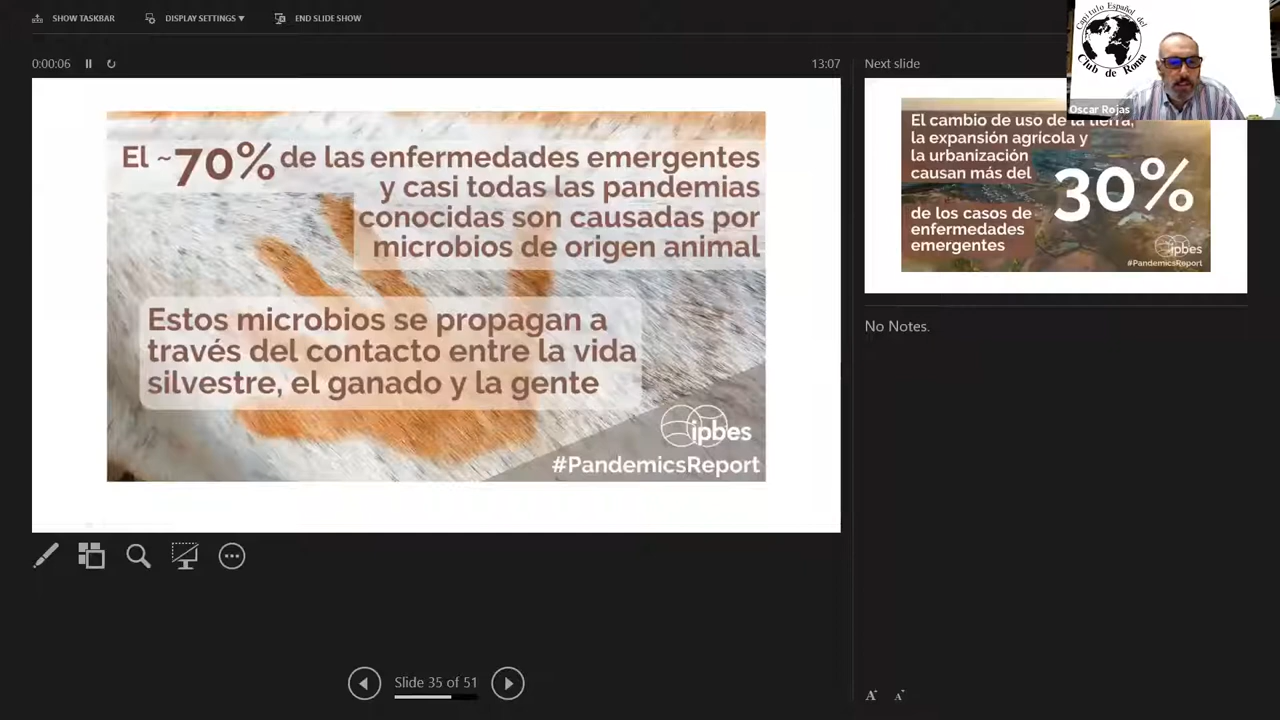 SHOW TASKBAR
DISPLAY SETTINGS ▼
END SLIDE SHOW
0:00:06
13:07
El ~70% de las enfermedades emergentes
y casi todas las pandemias
conocidas son causadas por
microbios de origen animal
Estos microbios se propagan a
través del contacto entre la vida
silvestre, el ganado y la gente
ipbes
#PandemicsReport
Slide 35 of 51
Next slide
El cambio de uso de la tierra,
la expansión agrícola y
la urbanización
causan más del
30%
de los casos de
enfermedades
emergentes
ipbes
#PandemicsReport
No Notes.
A A
Capítulo Español del
Club de Roma
Oscar Rojas